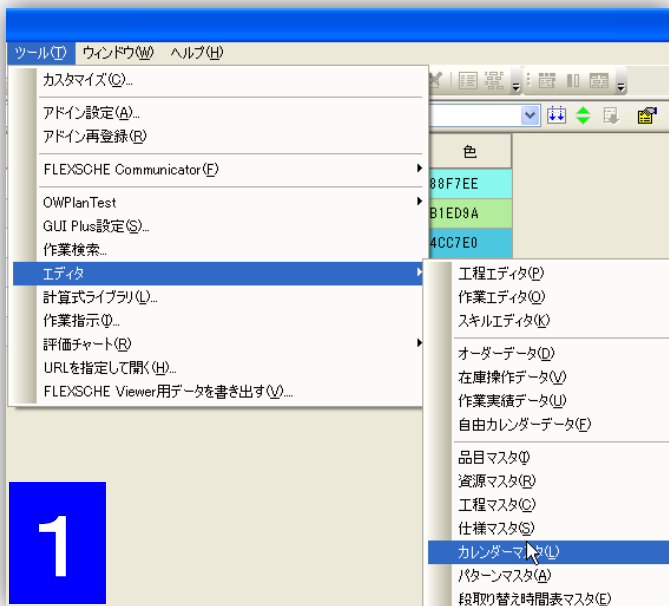 ツール(T) ウィンドウ(W) ヘルプ(H)
カスタマイズ(C)...
アドイン設定(A)...
アドイン再登録(R)
FLEXSCHE Communicator(F)
OWPlanTest
GUI Plus設定(S)...
作業検索...
エディタ
計算式ライブラリ(L)...
作業指示(I)...
評価チャート(R)
URLを指定して開く(H)...
FLEXSCHE Viewer用データを書き出す(V)....
色
88F7EE
B1ED9A
4CC7E0
工程エディタ(P)
作業エディタ(O)
スキルエディタ(K)
オーダーデータ(D)
在庫操作データ(V)
作業実績データ(U)
自由カレンダーデータ(F)
品目マスタ(I)
資源マスタ(R)
工程マスタ(C)
仕様マスタ(S)
カレンダーマスタ(L)
パターンマスタ(A)
段取り替え時間表マスタ(E)
1